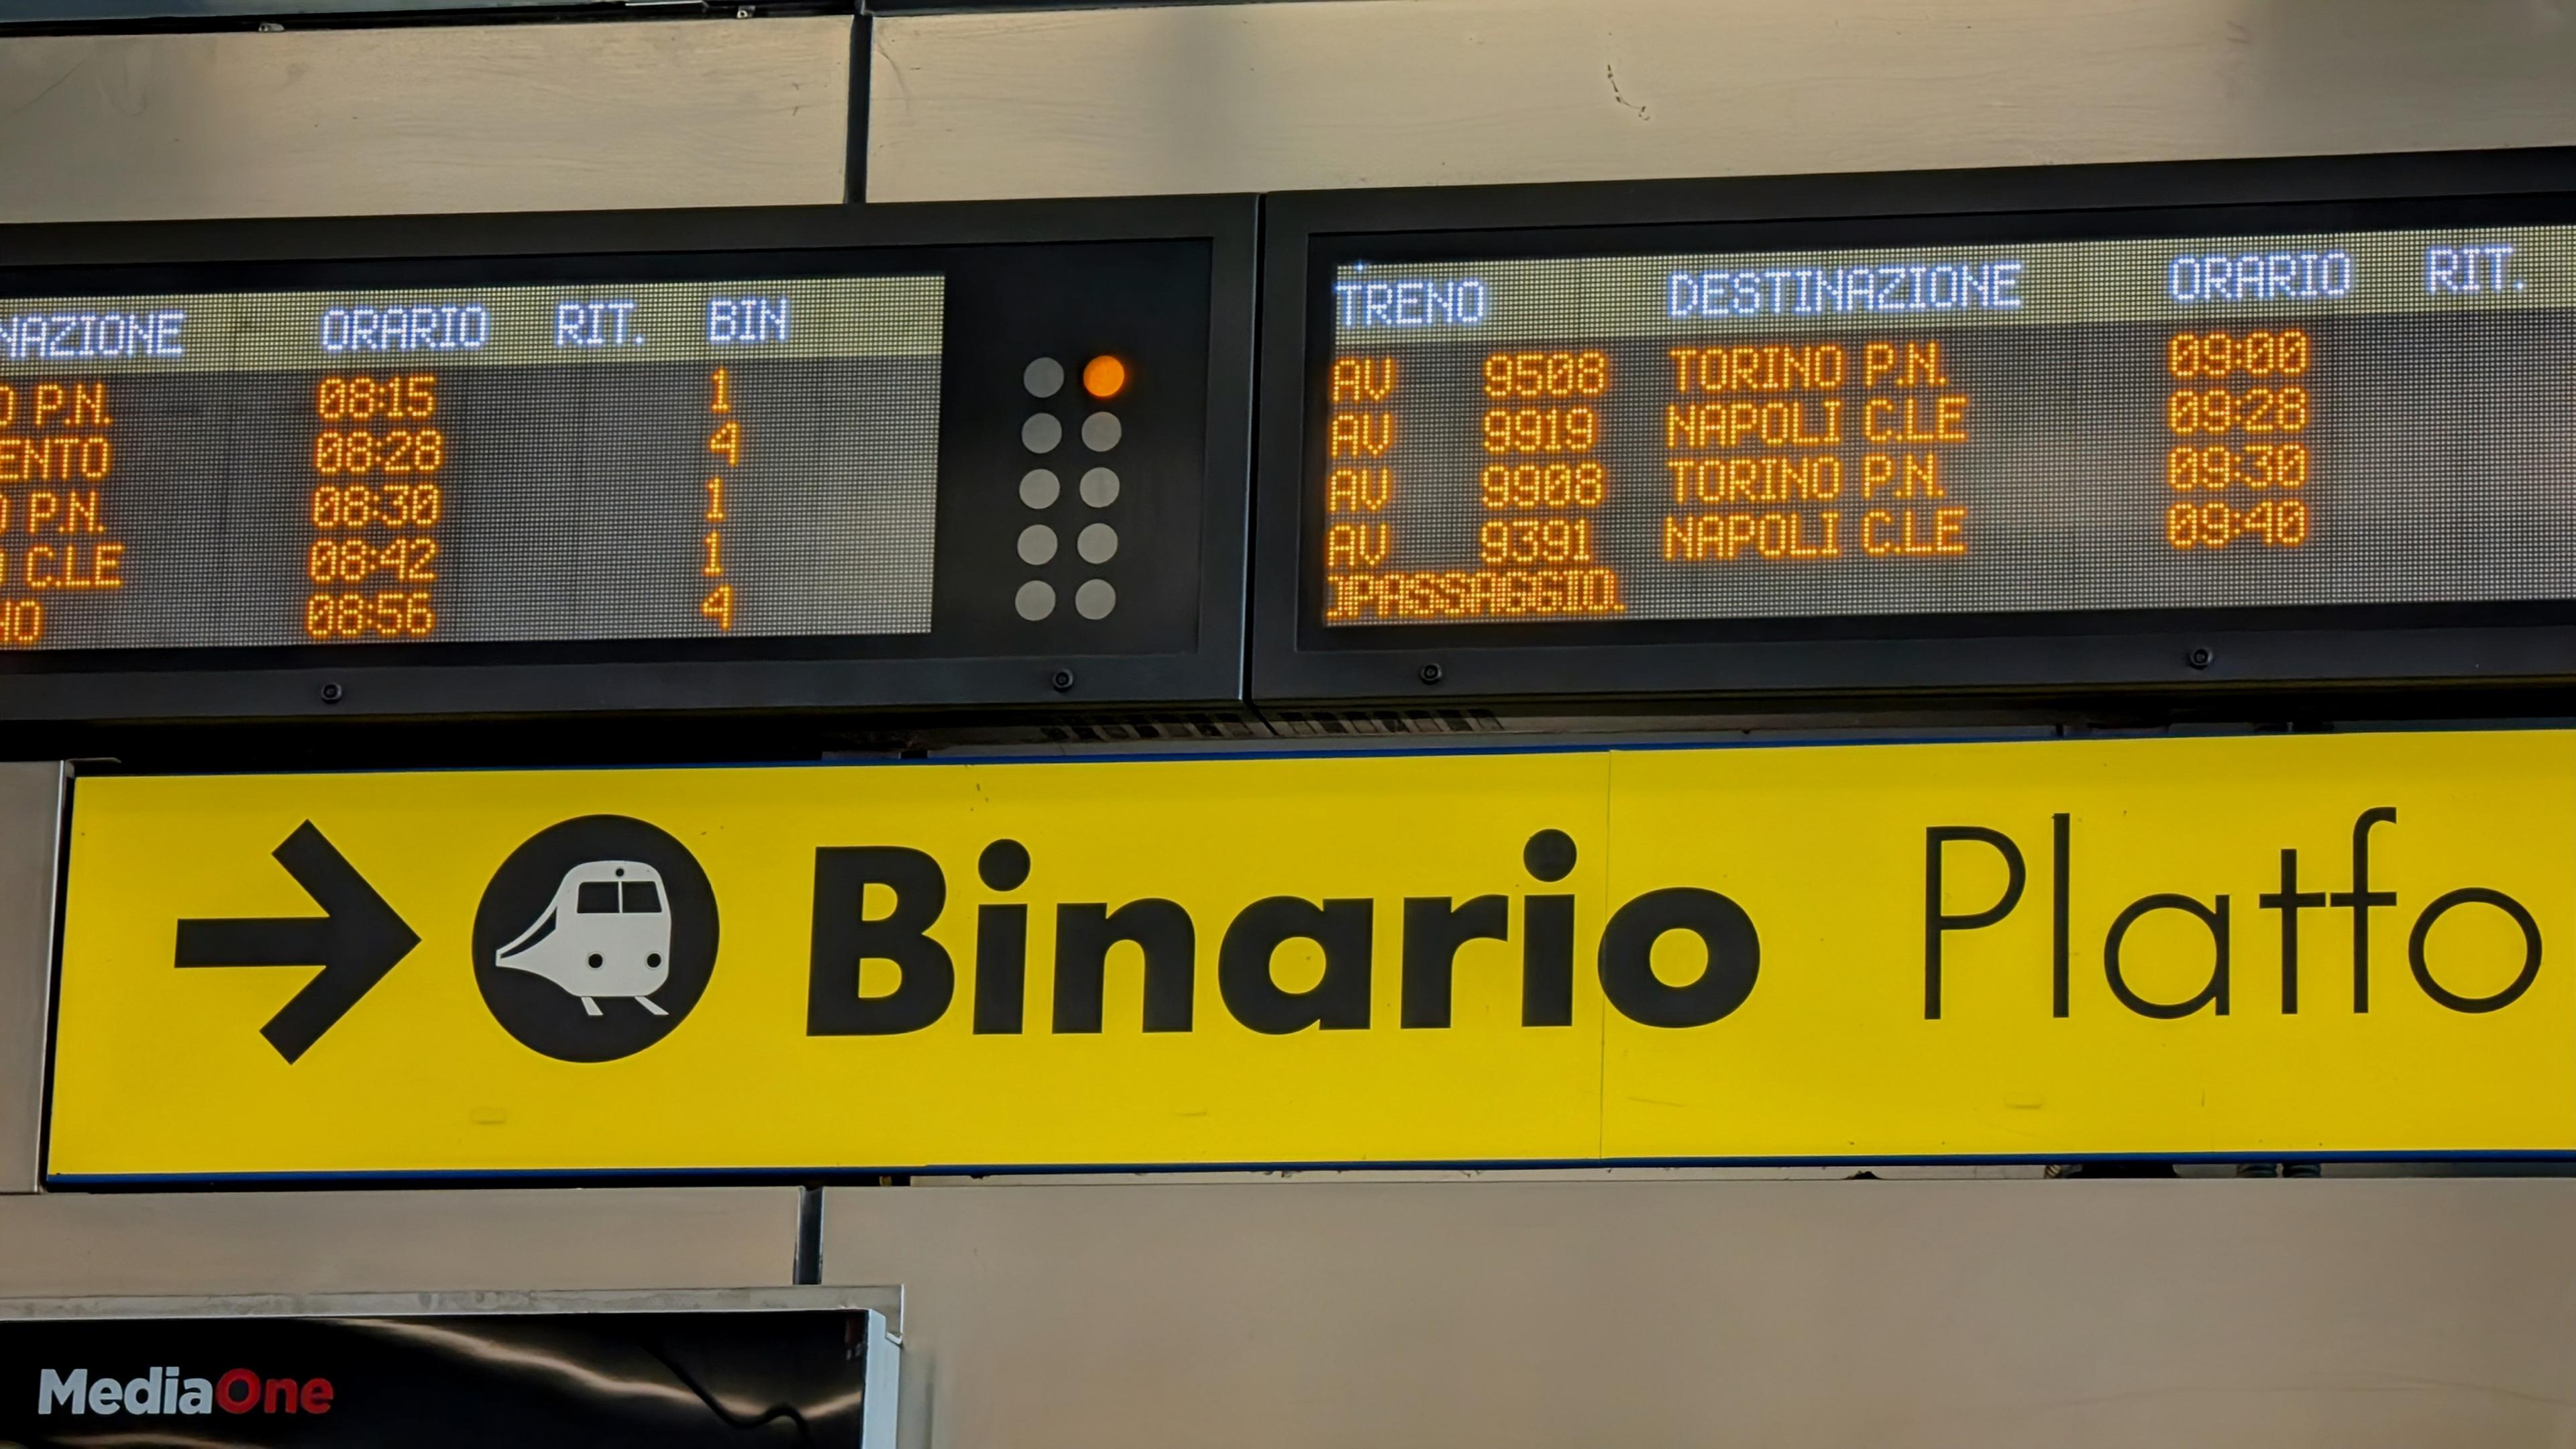 NAZIONE ORARIO RIT. BIN
O P.N. 08:15 1
ENTO 08:28 4
O P.N. 08:30 1
O C.LE 08:42 1
NO 08:56 4
TRENO DESTINAZIONE ORARIO RIT.
AV 9508 TORINO P.N. 09:00
AV 9919 NAPOLI C.LE 09:28
AV 9908 TORINO P.N. 09:30
AV 9391 NAPOLI C.LE 09:40
PASSAGGIO.
Binario Platfo
MediaOne